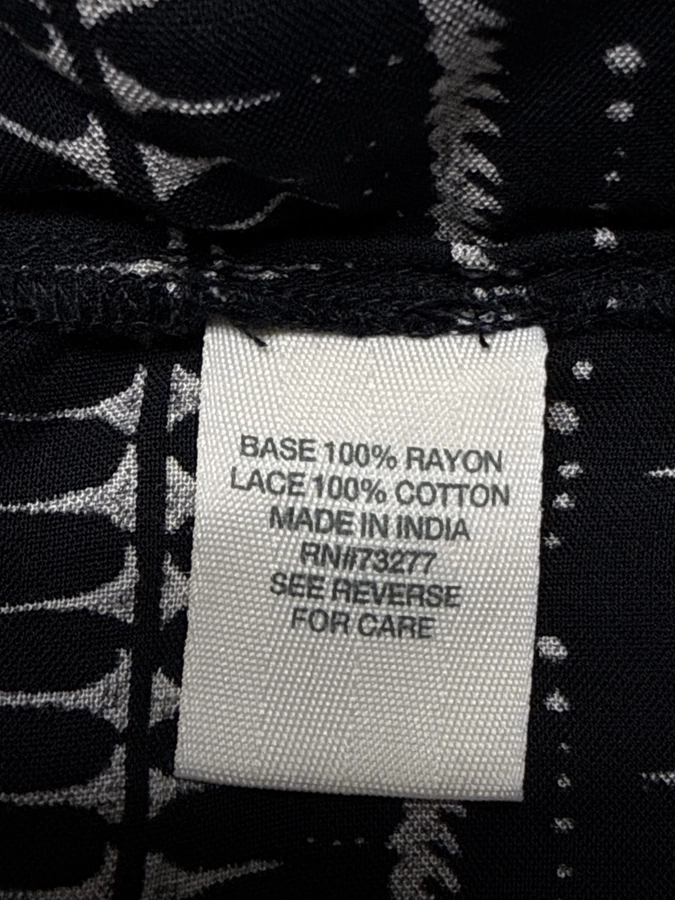 BASE 100% RAYON
LACE 100% COTTON
MADE IN INDIA
RN#73277
SEE REVERSE
FOR CARE